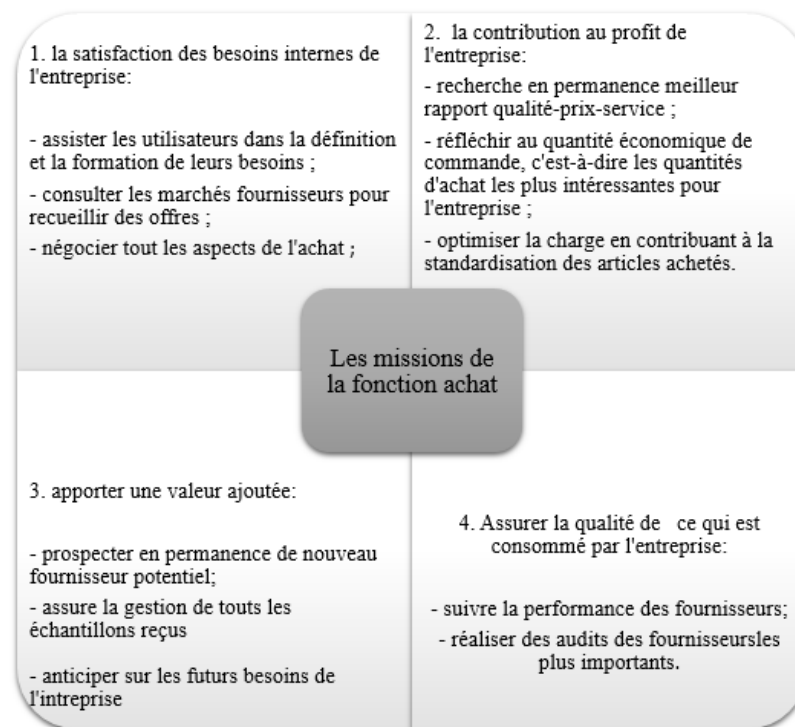 1. la satisfaction des besoins internes de
l'entreprise:
- assister les utilisateurs dans la définition
et la formation de leurs besoins ;
- consulter les marchés fournisseurs pour
recueillir des offres ;
- négocier tout les aspects de l'achat ;
2. la contribution au profit de
l'entreprise:
- recherche en permanence meilleur
rapport qualité-prix-service ;
- réfléchir au quantité économique de
commande, c'est-à-dire les quantités
d'achat les plus intéressantes pour
l'entreprise ;
- optimiser la charge en contribuant à la
standardisation des articles achetés.
Les missions de
la fonction achat
3. apporter une valeur ajoutée:
- prospecter en permanence de nouveau
fournisseur potentiel;
- assure la gestion de touts les
échantillons reçus
- anticiper sur les futurs besoins de
l'intreprise
4. Assurer la qualité de ce qui est
consommé par l'entreprise:
- suivre la performance des fournisseurs;
- réaliser des audits des fournisseursles
plus importants.